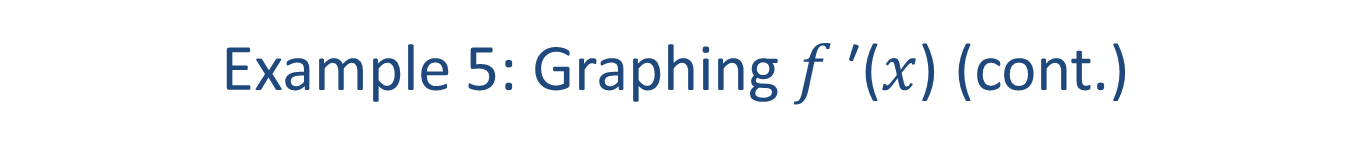 Example 5: Graphing f ′(x) (cont.)